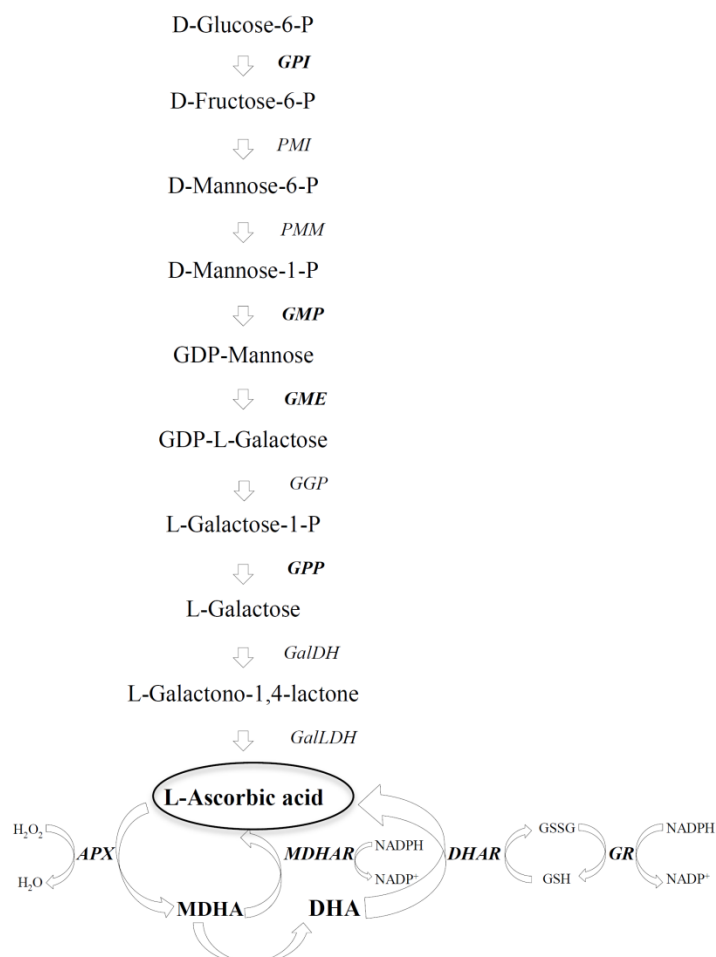 D-Glucose-6-P
GPI
D-Fructose-6-P
PMI
D-Mannose-6-P
PMM
D-Mannose-1-P
GMP
GDP-Mannose
GME
GDP-L-Galactose
GGP
L-Galactose-1-P
GPP
L-Galactose
GalDH
L-Galactono-1,4-lactone
GalLDH
L-Ascorbic acid
H₂O₂ APX MDHAR NADPH DHAR GSSG GR NADPH
H₂O NADP⁺ GSH NADP⁺
MDHA DHA